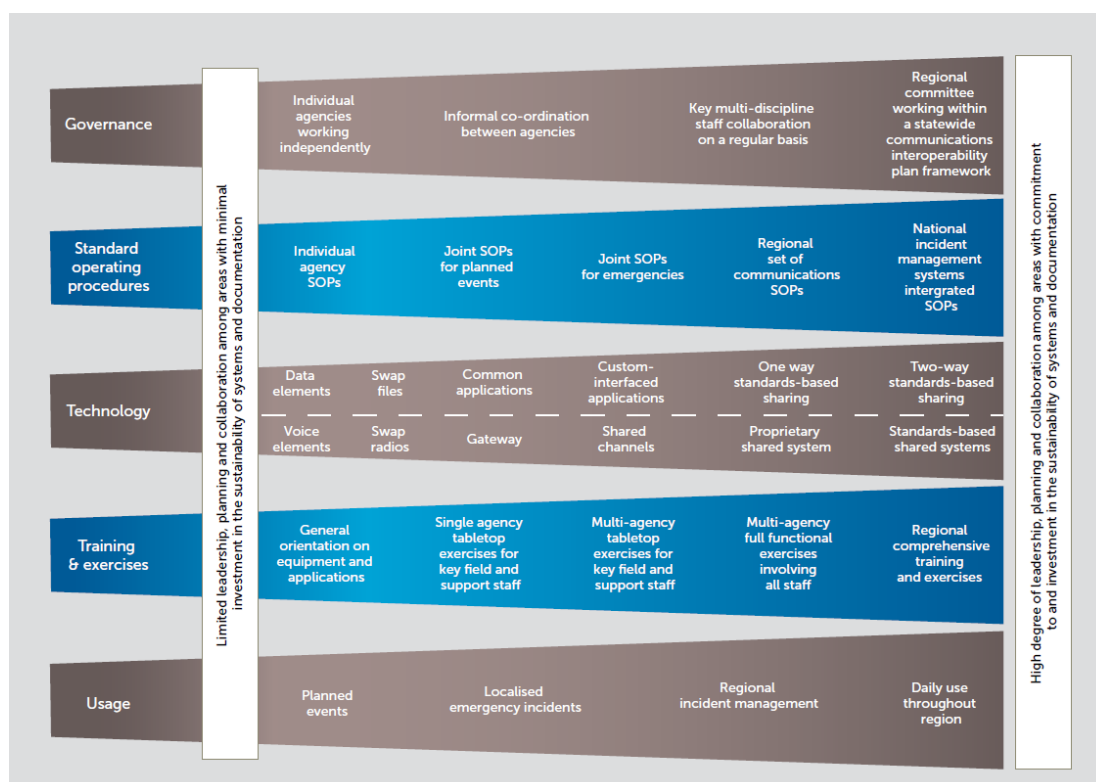 Governance
Limited leadership, planning and collaboration among areas with minimal
investment in the sustainability of systems and documentation
Individual
agencies
working
independently
Informal co-ordination
between agencies
Key multi-discipline
staff collaboration
on a regular basis
Regional
committee
working within
a statewide
communications
interoperability
plan framework
High degree of leadership, planning and collaboration among areas with commitment
to and investment in the sustainability of systems and documentation
Standard
operating
procedures
Individual
agency
SOPs
Joint SOPs
for planned
events
Joint SOPs
for emergencies
Regional
set of
communications
SOPs
National
incident
management
systems
intergrated
SOPs
Technology
Data
elements
Swap
files
Common
applications
Custom-
interfaced
applications
One way
standards-based
sharing
Two-way
standards-based
sharing
Voice
elements
Swap
radios
Gateway
Shared
channels
Proprietary
shared system
Standards-based
shared systems
Training
& exercises
General
orientation on
equipment and
applications
Single agency
tabletop
exercises for
key field and
support staff
Multi-agency
tabletop
exercises for
key field and
support staff
Multi-agency
full functional
exercises
involving
all staff
Regional
comprehensive
training
and exercises
Usage
Planned
events
Localised
emergency incidents
Regional
incident management
Daily use
throughout
region